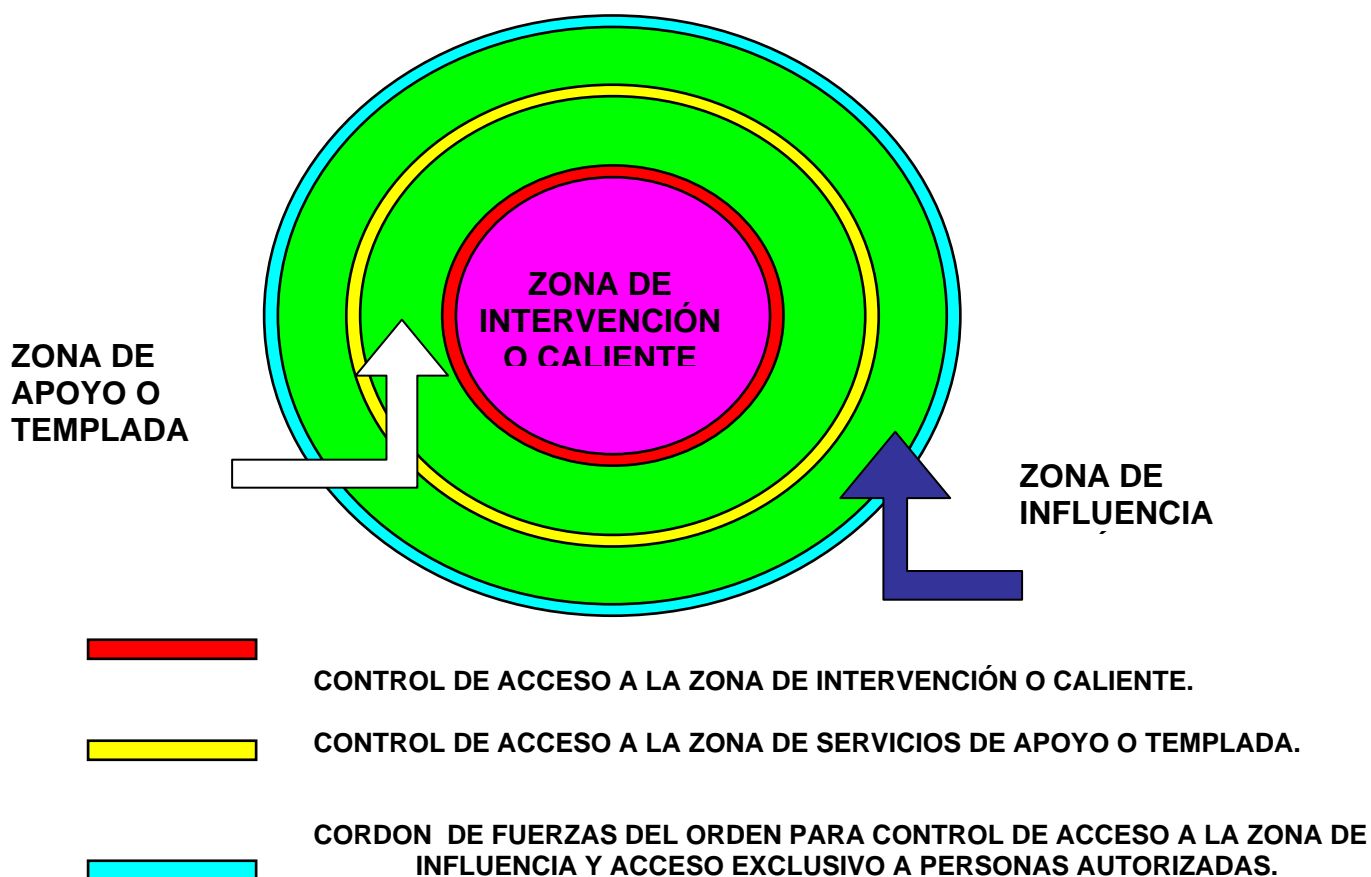 ZONA DE
INTERVENCIÓN
O CALIENTE
ZONA DE
APOYO O
TEMPLADA
ZONA DE
INFLUENCIA
CONTROL DE ACCESO A LA ZONA DE INTERVENCIÓN O CALIENTE.
CONTROL DE ACCESO A LA ZONA DE SERVICIOS DE APOYO O TEMPLADA.
CORDON DE FUERZAS DEL ORDEN PARA CONTROL DE ACCESO A LA ZONA DE
INFLUENCIA Y ACCESO EXCLUSIVO A PERSONAS AUTORIZADAS.